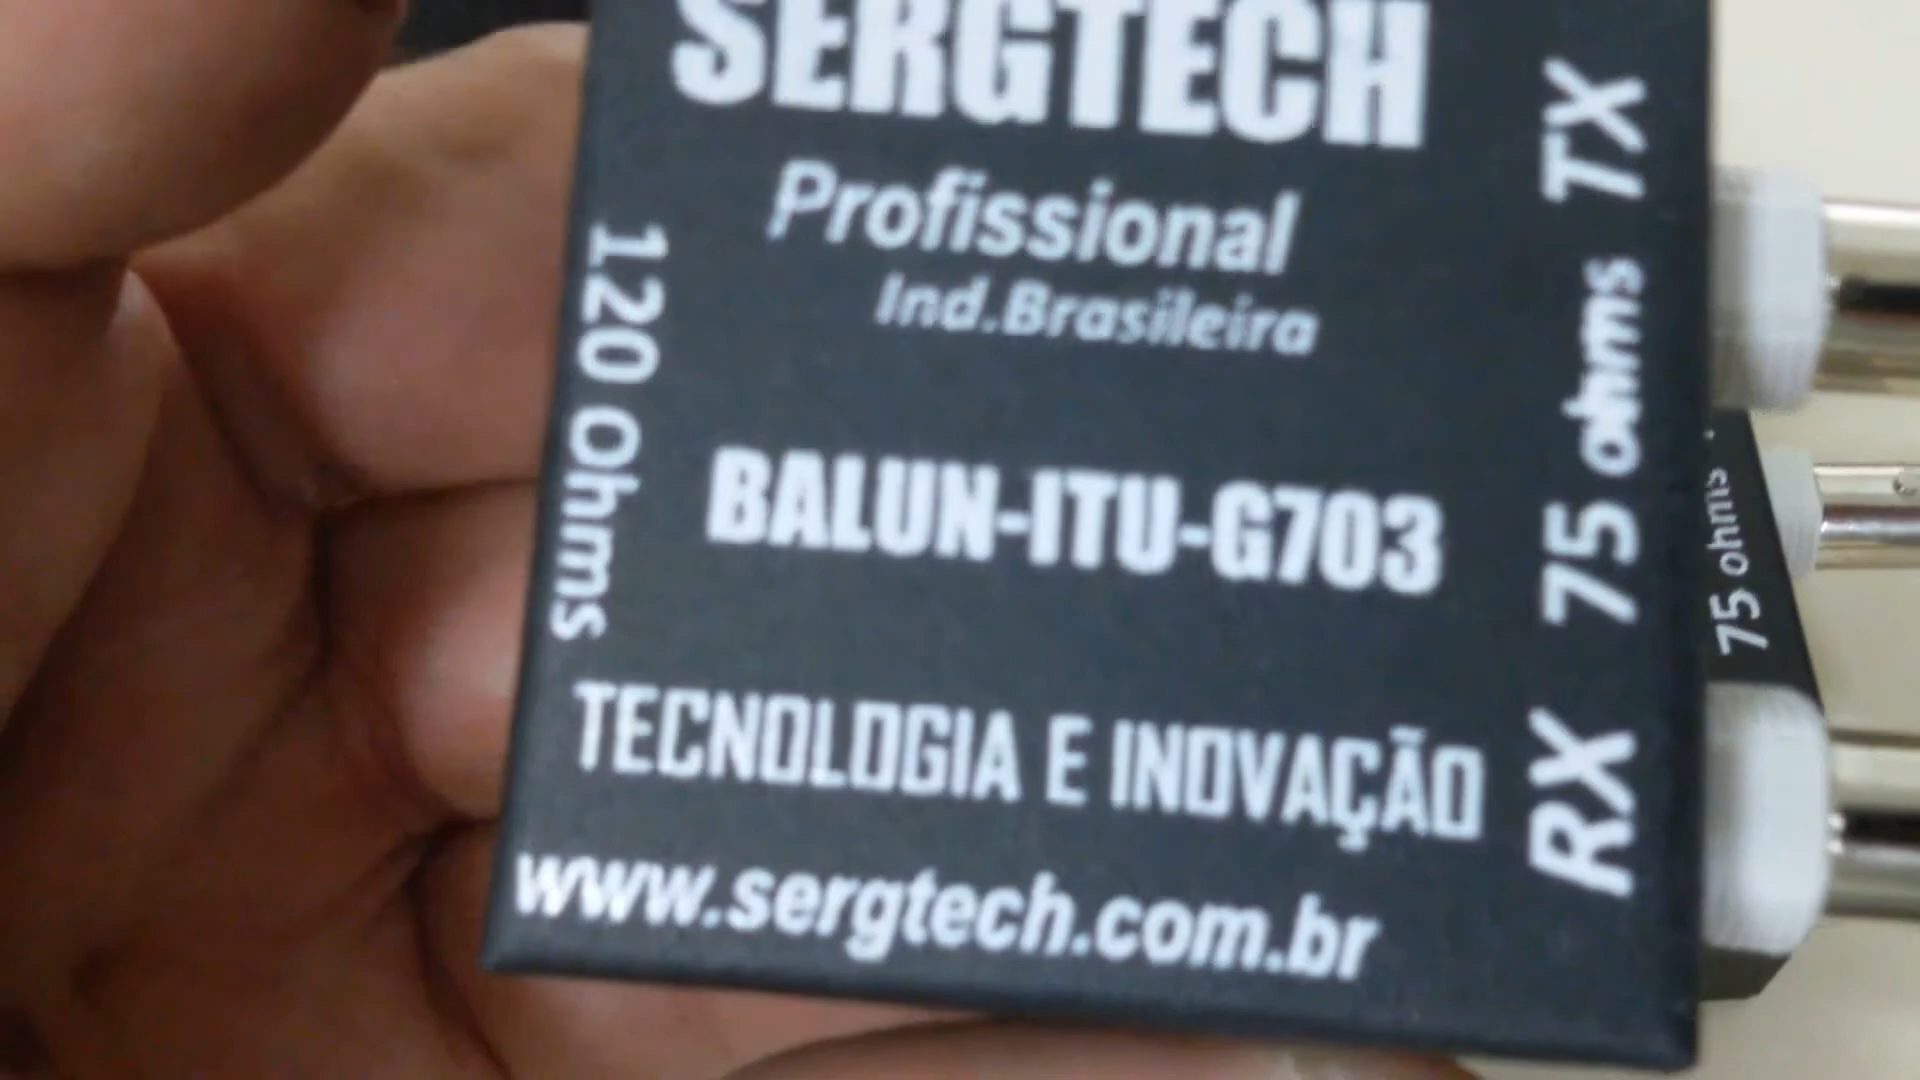 SERGTECH
Profissional
Ind.Brasileira
120 Ohms
BALUN-ITU-G703
TECNOLOGIA E INOVAÇÃO
www.sergtech.com.br
RX 75 ohms TX
75 ohms